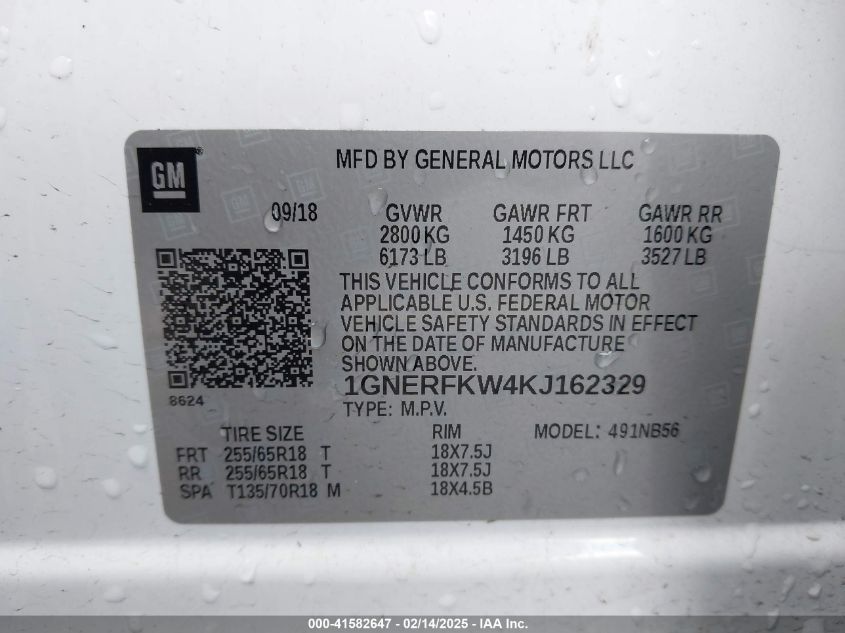 GM ®
MFD BY GENERAL MOTORS LLC
09/18 GVWR GAWR FRT GAWR RR
2800 KG 1450 KG 1600 KG
6173 LB 3196 LB 3527 LB
THIS VEHICLE CONFORMS TO ALL
APPLICABLE U.S. FEDERAL MOTOR
VEHICLE SAFETY STANDARDS IN EFFECT
ON THE DATE OF MANUFACTURE
SHOWN ABOVE.
1GNERFKW4KJ162329
8624
TYPE: M.P.V.
TIRE SIZE RIM MODEL: 491NB56
FRT 255/65R18 T 18X7.5J
RR 255/65R18 T 18X7.5J
SPA T135/70R18 M 18X4.5B
000-41582647 - 02/14/2025 - IAA Inc.